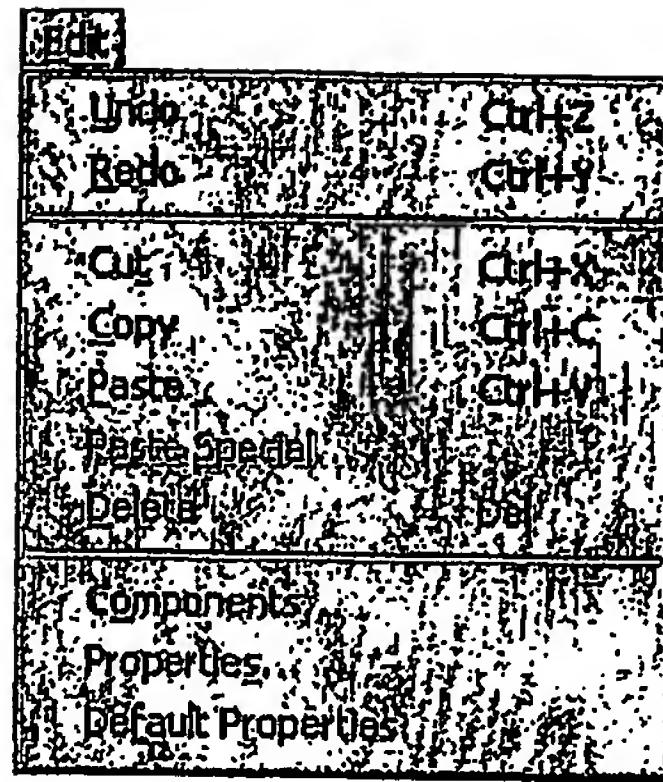 Edit
Undo Ctrl+Z
Redo Ctrl+Y
Cut Ctrl+X
Copy Ctrl+C
Paste Ctrl+V
Paste Special
Delete Del
Components
Properties
Default Properties